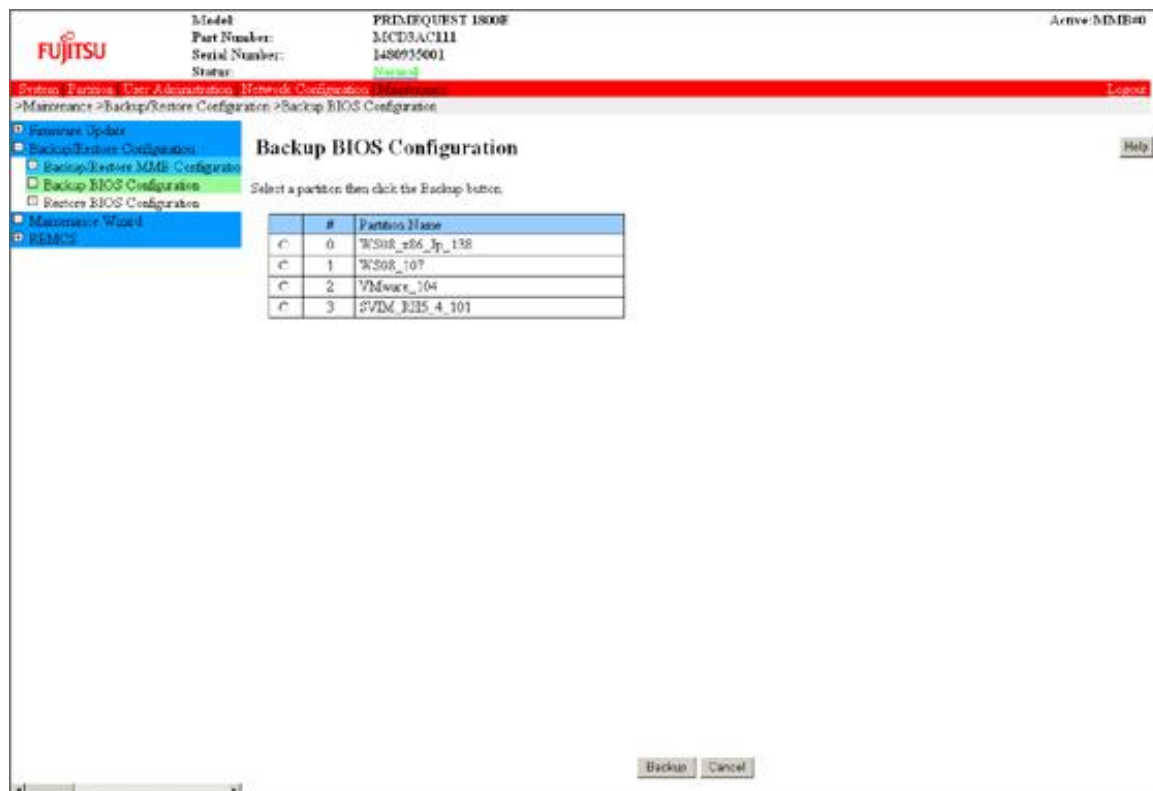 FUJITSU
Model: PRIMEQUEST 1800E
Part Number: MCD3AC111
Serial Number: 1480935001
Status: Normal
Active:MMB#0
System Partition User Administration Network Configuration Maintenance Logout
>Maintenance >Backup/Restore Configuration >Backup BIOS Configuration
Firmware Update
Backup/Restore Configuration
Backup/Restore MMB Configuratio
Backup BIOS Configuration
Restore BIOS Configuration
Maintenance Wizard
REMCS
Backup BIOS Configuration
Help
Select a partition then click the Backup button.
# Partition Name
0 WS08_x86_Jp_138
1 WS08_107
2 VMware_104
3 SVIM_RH5_4_101
Backup Cancel